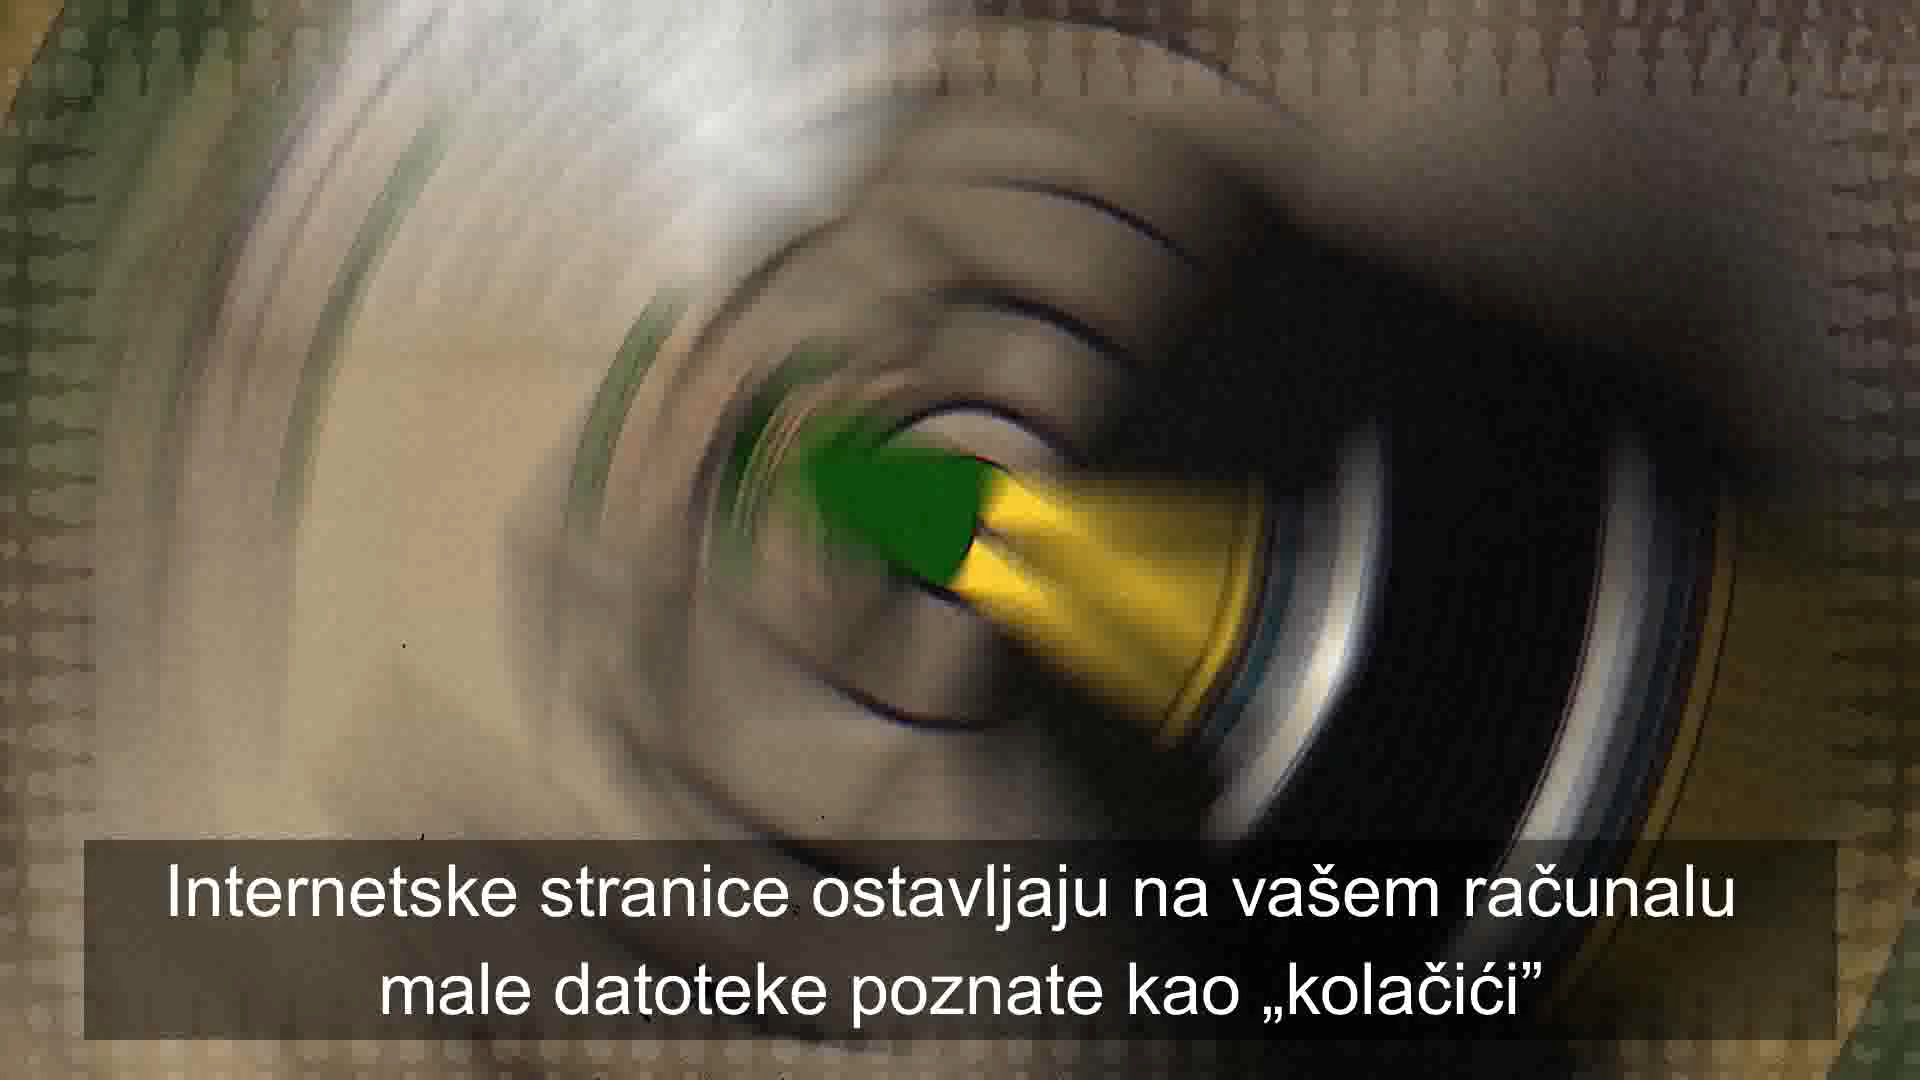 Internetske stranice ostavljaju na vašem računalu
male datoteke poznate kao „kolačići”